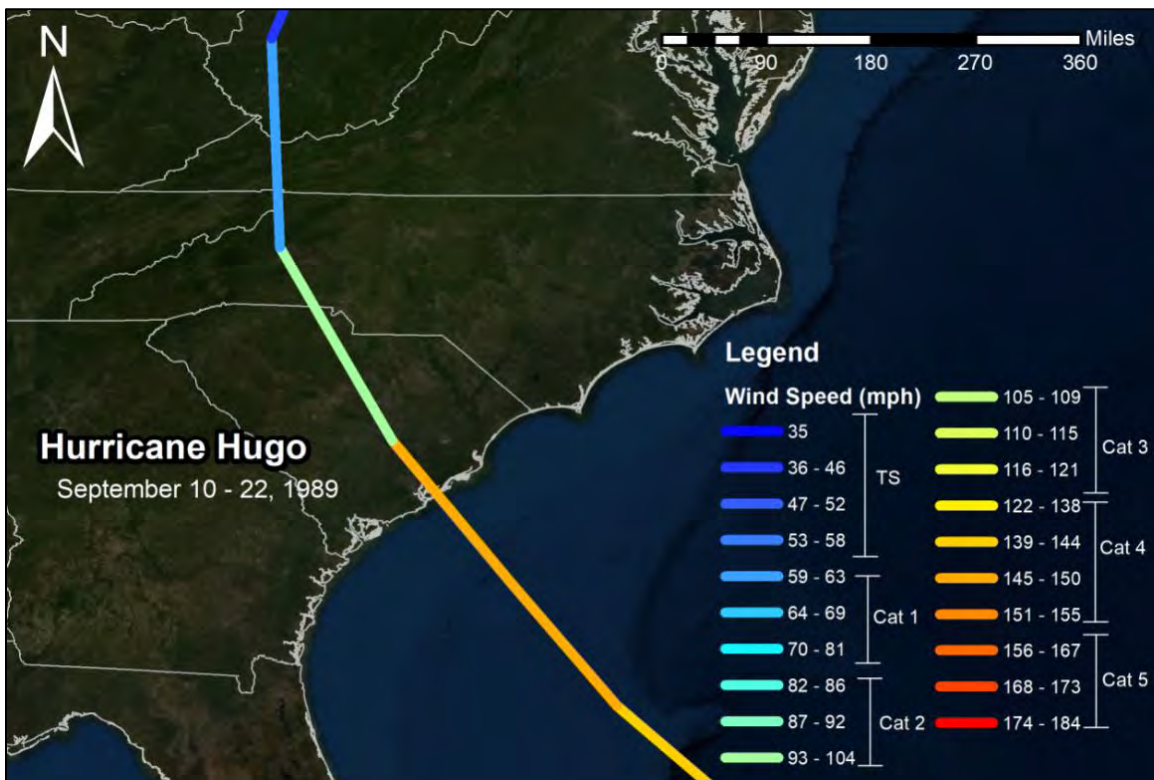 N
Miles
0 90 180 270 360
Hurricane Hugo
September 10 - 22, 1989
Legend
Wind Speed (mph)
35
36 - 46
47 - 52
53 - 58
TS
59 - 63
64 - 69
70 - 81
Cat 1
82 - 86
87 - 92
93 - 104
Cat 2
105 - 109
110 - 115
116 - 121
Cat 3
122 - 138
139 - 144
145 - 150
151 - 155
Cat 4
156 - 167
168 - 173
174 - 184
Cat 5